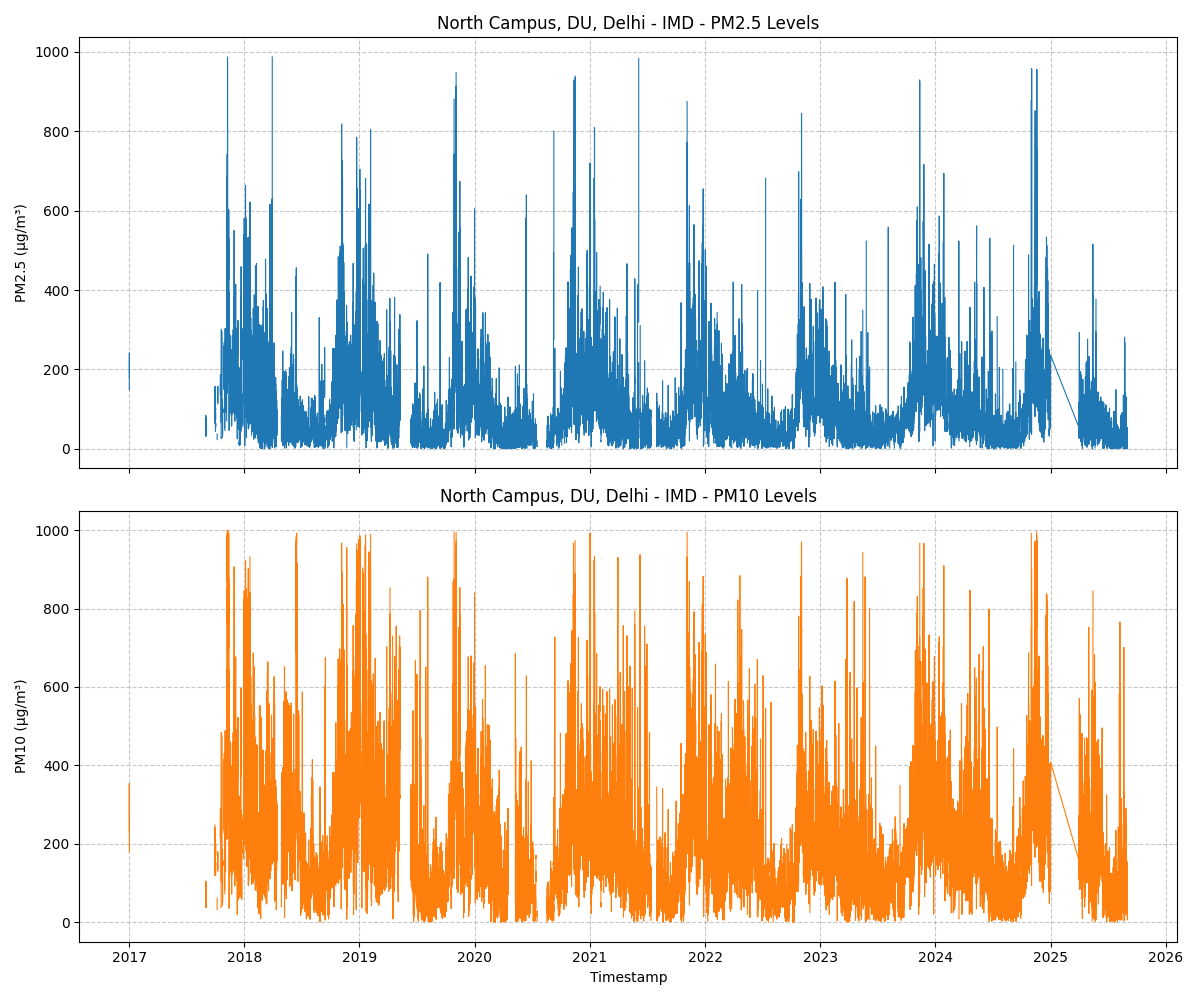 North Campus, DU, Delhi - IMD - PM2.5 Levels
1000
800
600
400
200
0
PM2.5 (µg/m³)
North Campus, DU, Delhi - IMD - PM10 Levels
1000
800
600
400
200
0
PM10 (µg/m³)
2017 2018 2019 2020 2021 2022 2023 2024 2025 2026
Timestamp